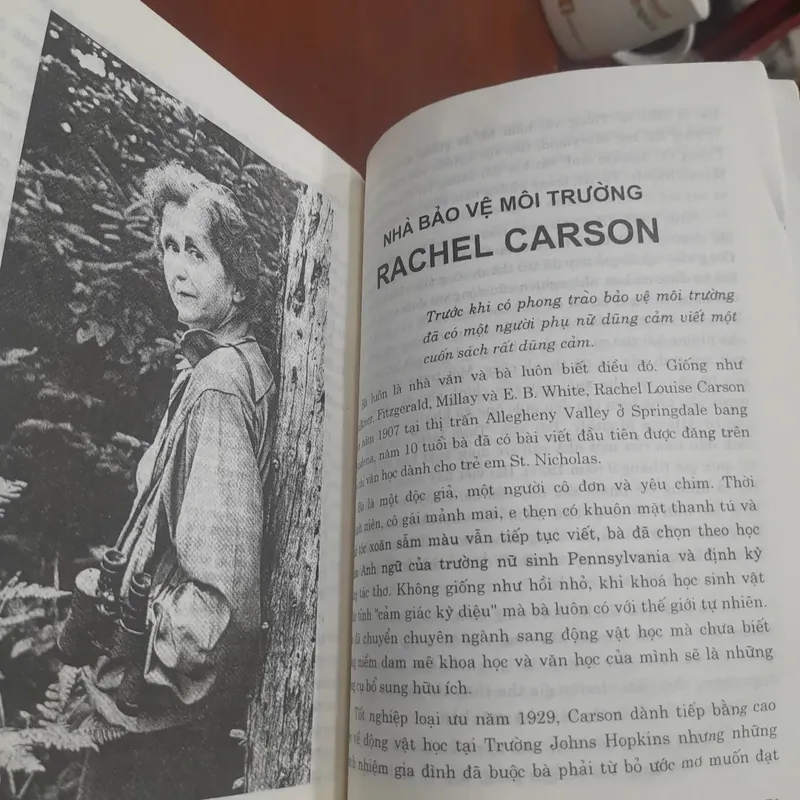 NHÀ BẢO VỆ MÔI TRƯỜNG
RACHEL CARSON
Trước khi có phong trào bảo vệ môi trường
đã có một người phụ nữ dũng cảm viết một
cuốn sách rất dũng cảm.
Bà luôn là nhà văn và bà luôn biết điều đó. Giống như
Fitzgerald, Millay và E. B. White, Rachel Louise Carson
năm 1907 tại thị trấn Allegheny Valley ở Springdale bang
năm 10 tuổi bà đã có bài viết đầu tiên được đăng trên
văn học dành cho trẻ em St. Nicholas.
Bà là một độc giả, một người cô đơn và yêu chim. Thời
niên, cô gái mảnh mai, e thẹn có khuôn mặt thanh tú và
tóc xoăn sẫm màu vẫn tiếp tục viết, bà đã chọn theo học
Anh ngữ của trường nữ sinh Pennsylvania và định kỳ
tác thơ. Không giống như hồi nhỏ, khi khoá học sinh vật
tính "cảm giác kỳ diệu" mà bà luôn có với thế giới tự nhiên.
di chuyển chuyên ngành sang động vật học mà chưa biết
niềm đam mê khoa học và văn học của mình sẽ là những
cụ bổ sung hữu ích.
Tốt nghiệp loại ưu năm 1929, Carson dành tiếp bằng cao
về động vật học tại Trường Johns Hopkins nhưng những
nhiệm gia đình đã buộc bà phải từ bỏ ước mơ muốn đạt